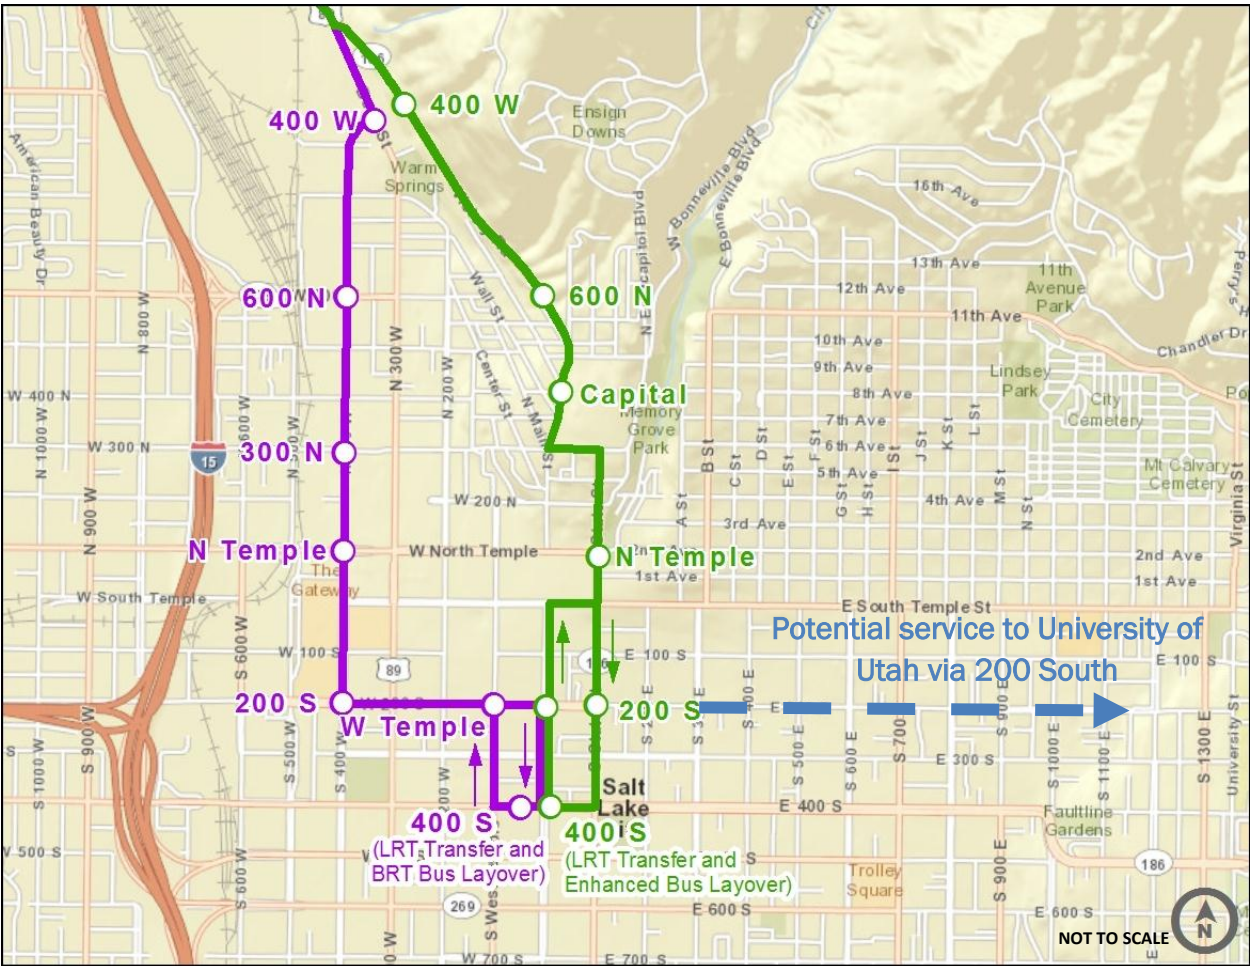 400 W
400 W
Ensign
Downs
City
American Beauty Dr
Warm
Springs
W Bonneville Blvd
E Bonneville Blvd
16th Ave
N E Capitol Blvd
13th Ave
11th
Avenue
Park
12th Ave
11th Ave
Perry's
600 N
600 N
Wall St
N 800 W
N 300 W
10th Ave
9th Ave
8th Ave
Chandler Dr
Lindsey
Park
City
Cemetery
Center St
N 200 W
W 400 N
Capital
Memory
Grove
Park
N Main St
7th Ave
6th Ave
5th Ave
4th Ave
3rd Ave
B St
C St
D St
E St
F St
G St
H St
I St
J St
K St
L St
M St
N St
A St
Mt Calvary
Cemetery
Virginia St
N 1000 W
W 300 N
15
300 N
W 200 N
N 900 W
N Temple
W North Temple
N Temple
2nd Ave
1st Ave
1st Ave
The
Gateway
W South Temple
E South Temple St
Potential service to University of
Utah via 200 South
S 600 W
W 100 S
89
E 100 S
E 100 S
200 S
W Temple
200 S
S 400 E
S 900 E
S 900 W
S 1000 W
S 500 W
S 400 W
S 700
S 500 E
S 600 E
E 300 S
S 1000 E
S 1100 E
S 1300 E
University St
Salt
Lake
400 S
(LRT Transfer and
BRT Bus Layover)
400 S
(LRT Transfer and
Enhanced Bus Layover)
E 400 S
Faultline
Gardens
W 500 S
S 600 W
Trolley
Square
S 900 E
186
269
E 600 S
E 600 S
W 700 S
E 700 S
NOT TO SCALE
N